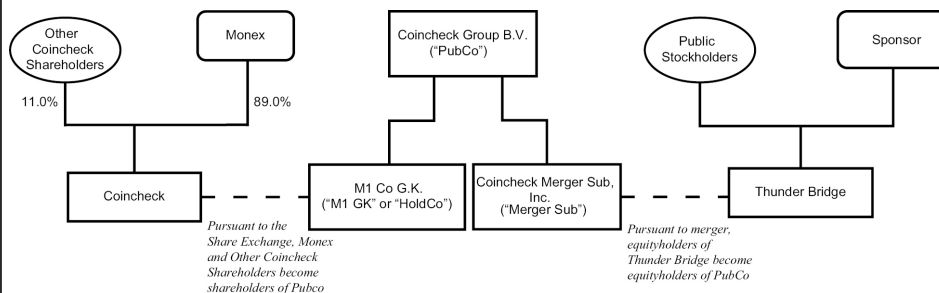 Other
Coincheck
Shareholders
Monex
Coincheck Group B.V.
(“PubCo”)
Public
Stockholders
Sponsor
11.0%
89.0%
Coincheck
M1 Co G.K.
(“M1 GK” or “HoldCo”)
Coincheck Merger Sub,
Inc.
(“Merger Sub”)
Thunder Bridge
Pursuant to the
Share Exchange, Monex
and Other Coincheck
Shareholders become
shareholders of Pubco
Pursuant to merger,
equityholders of
Thunder Bridge become
equityholders of PubCo